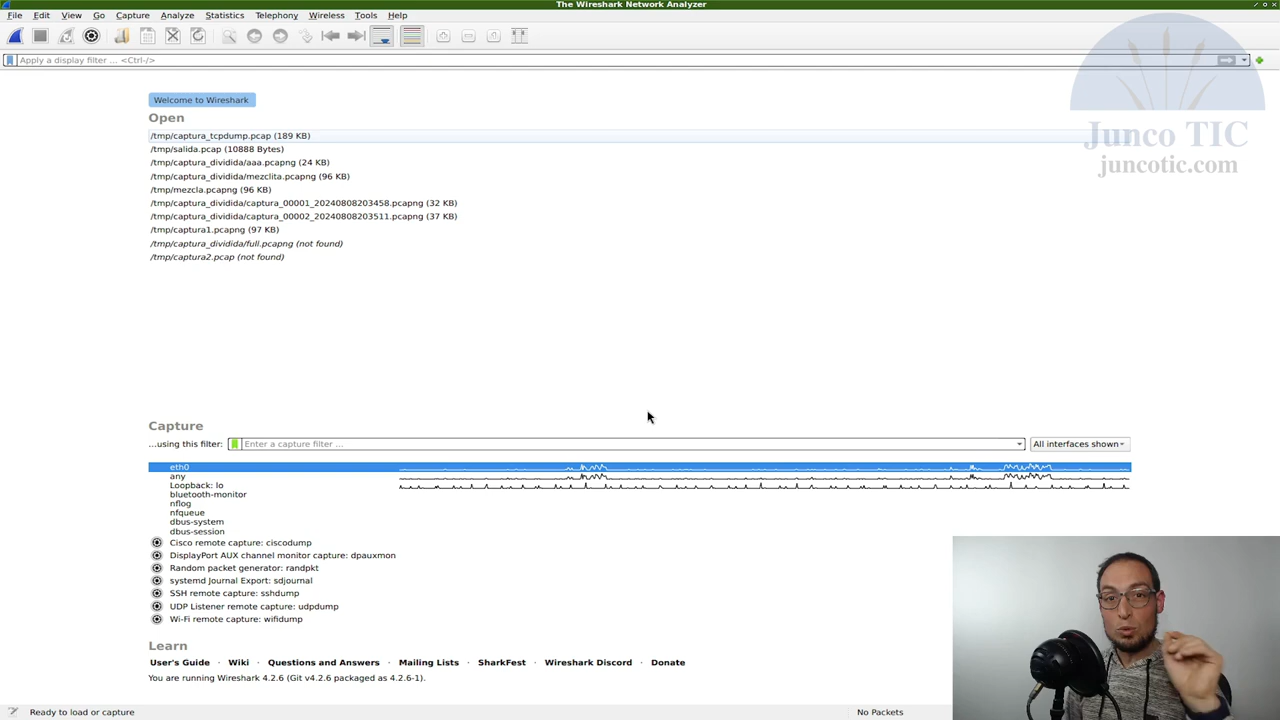 The Wireshark Network Analyzer
File Edit View Go Capture Analyze Statistics Telephony Wireless Tools Help
Apply a display filter ... <Ctrl-/>
Junco TIC
juncotic.com
Welcome to Wireshark
Open
/tmp/captura_tcpdump.pcap (189 KB)
/tmp/salida.pcap (10888 Bytes)
/tmp/captura_dividida/aaa.pcapng (24 KB)
/tmp/captura_dividida/mezclita.pcapng (96 KB)
/tmp/mezcla.pcapng (96 KB)
/tmp/captura_dividida/captura_00001_20240808203458.pcapng (32 KB)
/tmp/captura_dividida/captura_00002_20240808203511.pcapng (37 KB)
/tmp/captura1.pcapng (97 KB)
/tmp/captura_dividida/full.pcapng (not found)
/tmp/captura2.pcap (not found)
Capture
...using this filter: Enter a capture filter ... All interfaces shown
eth0
any
Loopback: lo
bluetooth-monitor
nflog
nfqueue
dbus-system
dbus-session
Cisco remote capture: ciscodump
DisplayPort AUX channel monitor capture: dpauxmon
Random packet generator: randpkt
systemd Journal Export: sdjournal
SSH remote capture: sshdump
UDP Listener remote capture: udpdump
Wi-Fi remote capture: wifidump
Learn
User's Guide · Wiki · Questions and Answers · Mailing Lists · SharkFest · Wireshark Discord · Donate
You are running Wireshark 4.2.6 (Git v4.2.6 packaged as 4.2.6-1).
Ready to load or capture No Packets